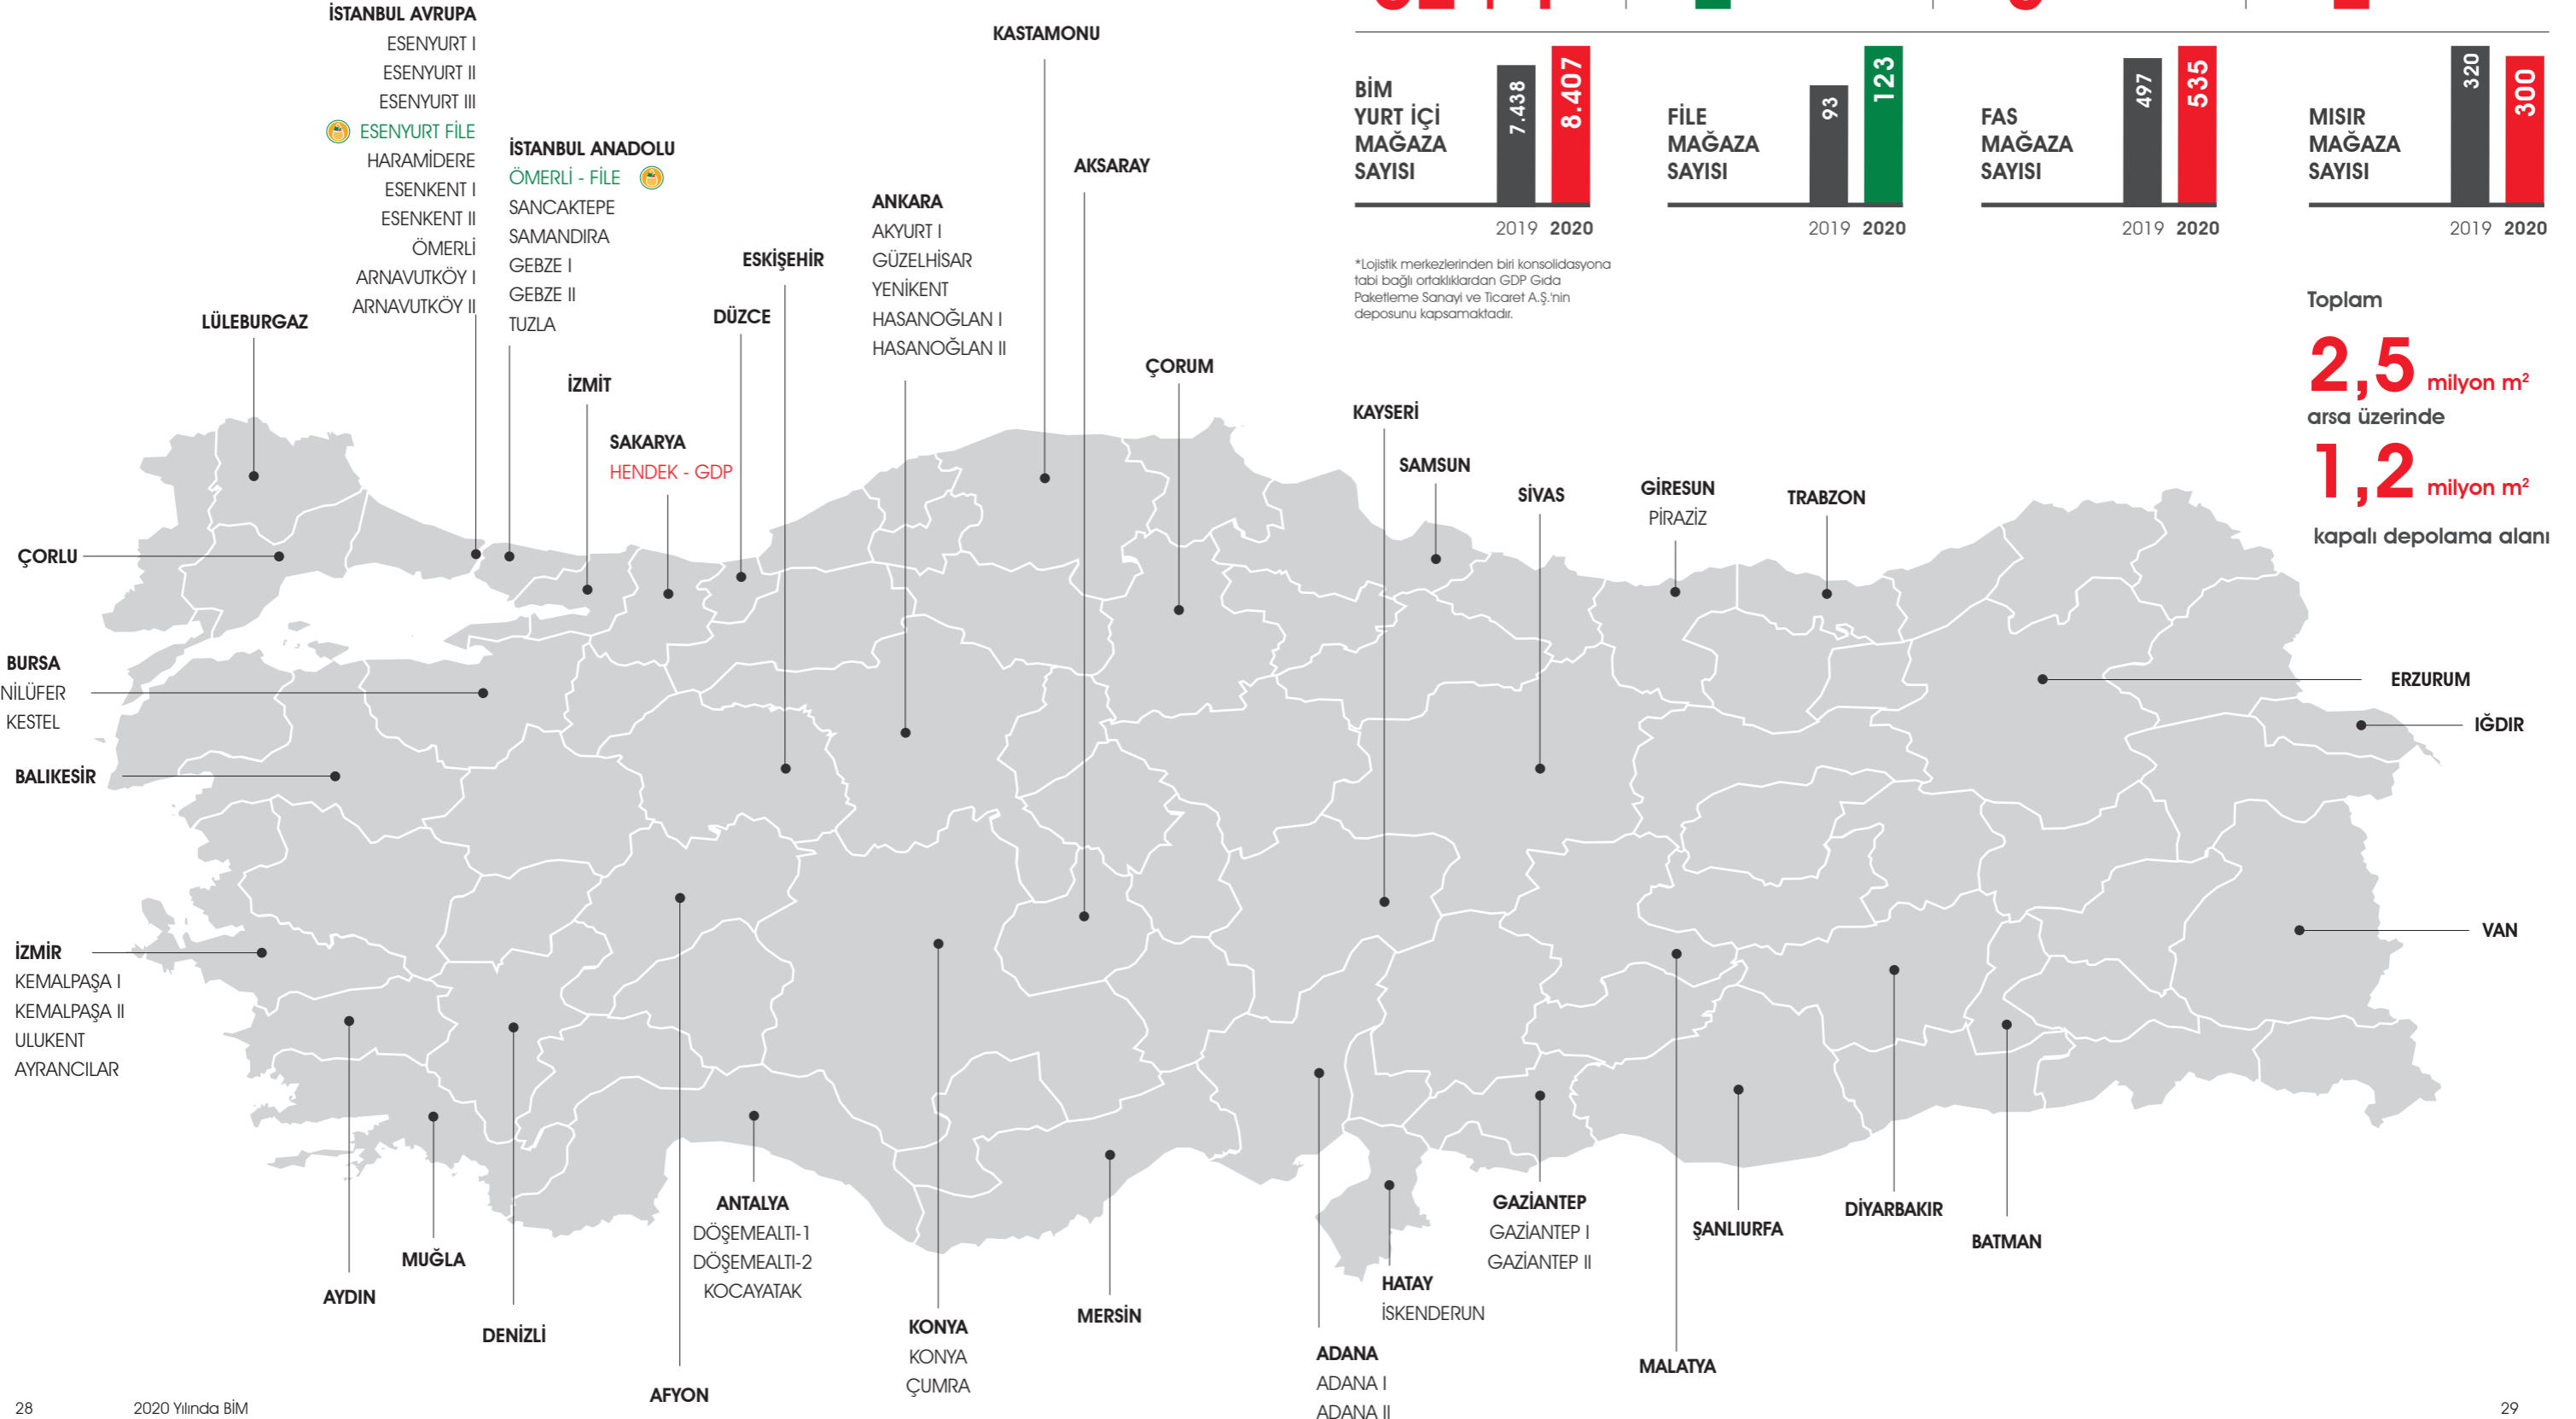 İSTANBUL AVRUPA
ESENYURT I
ESENYURT II
ESENYURT III
ESENYURT FİLE
HARAMİDERE
ESENKENT I
ESENKENT II
ÖMERLİ
ARNAVUTKÖY I
ARNAVUTKÖY II
İSTANBUL ANADOLU
ÖMERLİ - FİLE
SANCAKTEPE
SAMANDIRA
GEBZE I
GEBZE II
TUZLA
LÜLEBURGAZ
İZMİT
SAKARYA
HENDEK - GDP
DÜZCE
ESKİŞEHİR
ANKARA
AKYURT I
GÜZELHİSAR
YENİKENT
HASANOĞLAN I
HASANOĞLAN II
KASTAMONU
AKSARAY
ÇORUM
KAYSERİ
SAMSUN
SİVAS
GİRESUN
PİRAZİZ
TRABZON
BİM
YURT İÇİ
MAĞAZA
SAYISI
7.438
8.407
2019 2020
FİLE
MAĞAZA
SAYISI
93
123
2019 2020
FAS
MAĞAZA
SAYISI
497
535
2019 2020
MISIR
MAĞAZA
SAYISI
320
300
2019 2020
*Lojistik merkezlerinden biri konsolidasyona
tabi bağlı ortaklıklardan GDP Gıda
Paketleme Sanayi ve Ticaret A.Ş.'nin
deposunu kapsamaktadır.
Toplam
2,5 milyon m²
arsa üzerinde
1,2 milyon m²
kapalı depolama alanı
ÇORLU
BURSA
NİLÜFER
KESTEL
BALIKESİR
İZMİR
KEMALPAŞA I
KEMALPAŞA II
ULUKENT
AYRANCILAR
ERZURUM
IĞDIR
VAN
AYDIN
MUĞLA
DENİZLİ
AFYON
ANTALYA
DÖŞEMEALTI-1
DÖŞEMEALTI-2
KOCAYATAK
KONYA
KONYA
ÇUMRA
MERSİN
ADANA
ADANA I
ADANA II
HATAY
İSKENDERUN
GAZİANTEP
GAZİANTEP I
GAZİANTEP II
MALATYA
ŞANLIURFA
DİYARBAKIR
BATMAN
28
2020 Yılında BİM
29